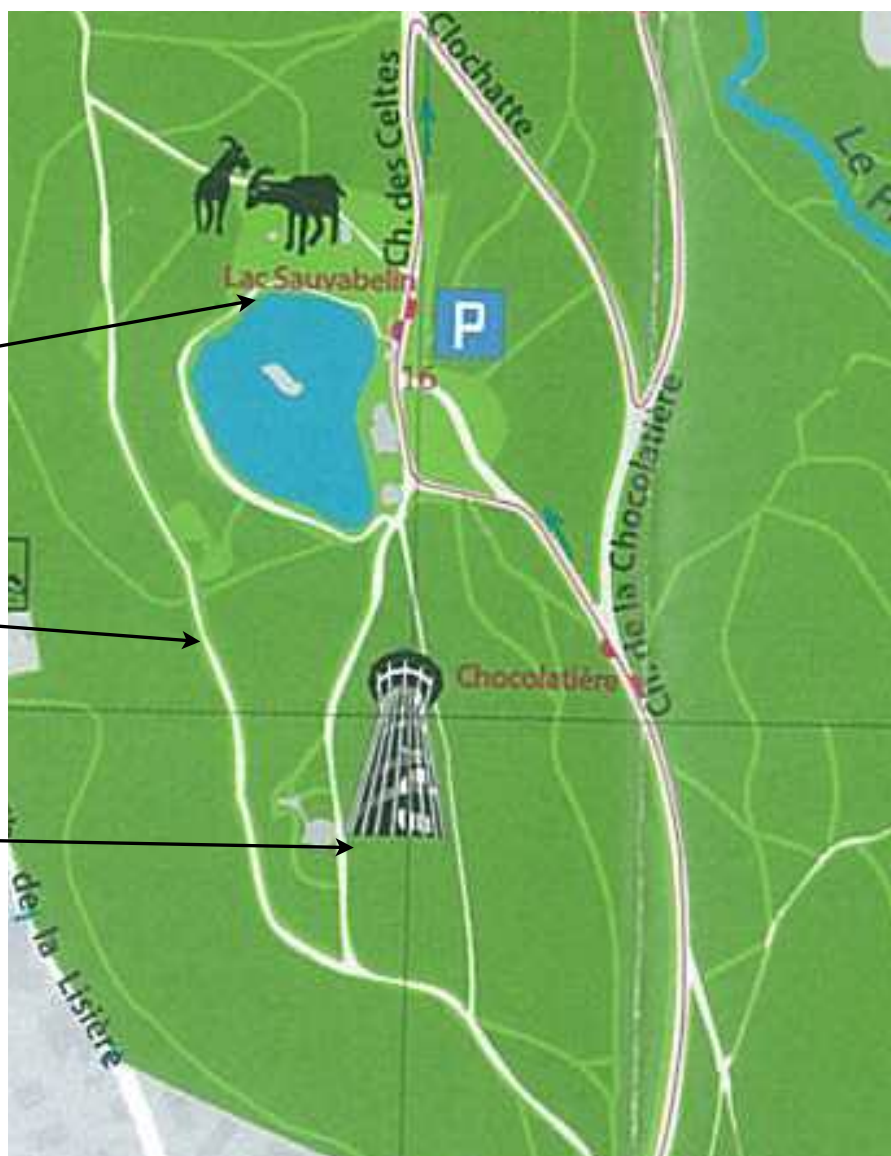 Clochatte
Ch. des Celtes
Lac Sauvabelin
P
16
Ch. de la Chocolatière
Chocolatière
de la Lisière
Le